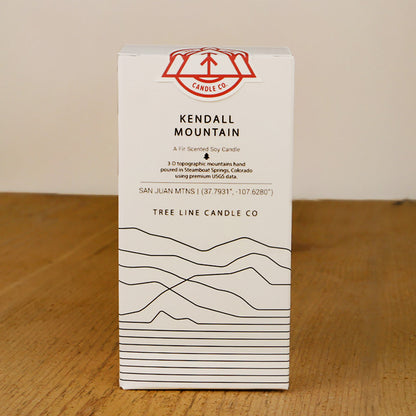 CANDLE CO.
KENDALL
MOUNTAIN
A Fir Scented Soy Candle
3-D topographic mountains hand
poured in Steamboat Springs, Colorado
using premium USGS data.
SAN JUAN MTNS | (37.7931°, -107.6280°)
TREE LINE CANDLE CO